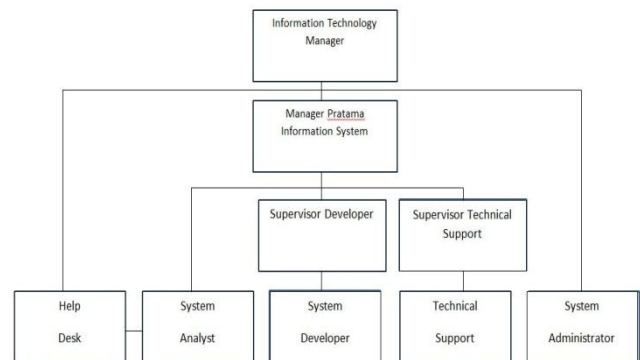 Information Technology
Manager
Manager Pratama
Information System
Supervisor Developer
Supervisor Technical
Support
Help
Desk
System
Analyst
System
Developer
Technical
Support
System
Administrator